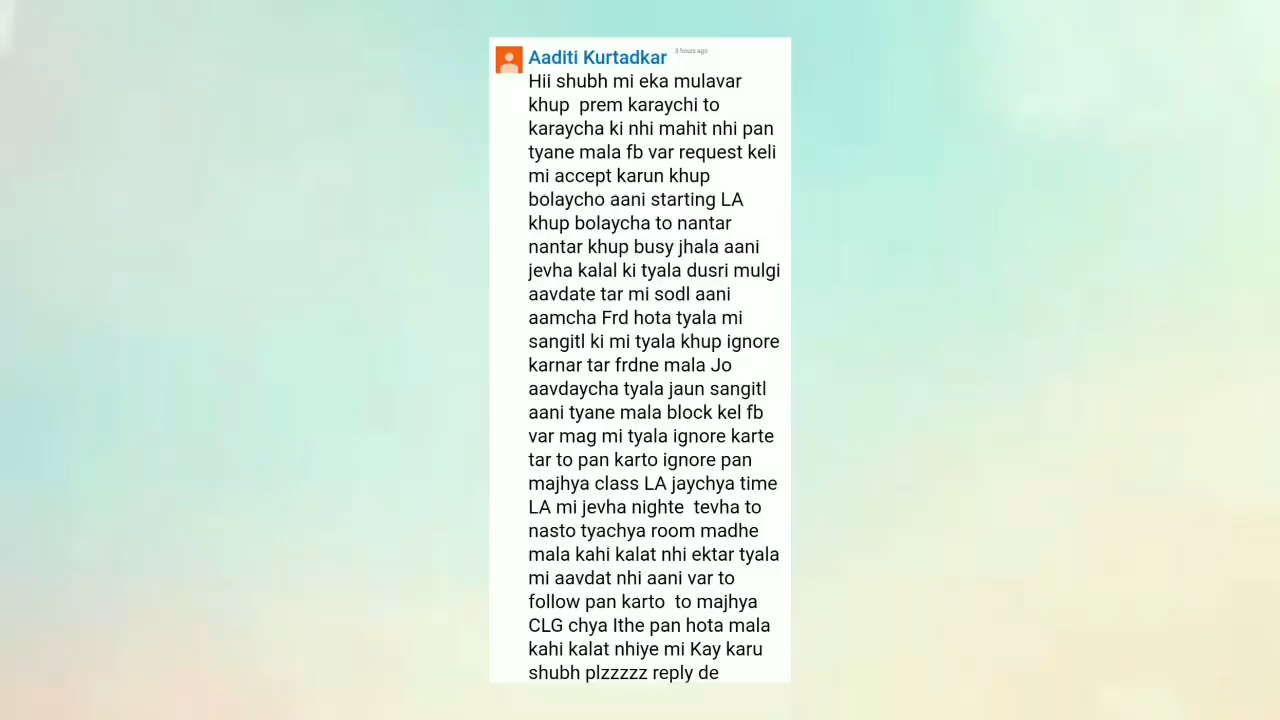 Aaditi Kurtadkar 3 hours ago
Hii shubh mi eka mulavar
khup prem karaychi to
karaycha ki nhi mahit nhi pan
tyane mala fb var request keli
mi accept karun khup
bolaycho aani starting LA
khup bolaycha to nantar
nantar khup busy jhala aani
jevha kalal ki tyala dusri mulgi
aavdate tar mi sodl aani
aamcha Frd hota tyala mi
sangitl ki mi tyala khup ignore
karnar tar frdne mala Jo
aavdaycha tyala jaun sangitl
aani tyane mala block kel fb
var mag mi tyala ignore karte
tar to pan karto ignore pan
majhya class LA jaychya time
LA mi jevha nighte tevha to
nasto tyachya room madhe
mala kahi kalat nhi ektar tyala
mi aavdat nhi aani var to
follow pan karto to majhya
CLG chya Ithe pan hota mala
kahi kalat nhiye mi Kay karu
shubh plzzzzz reply de